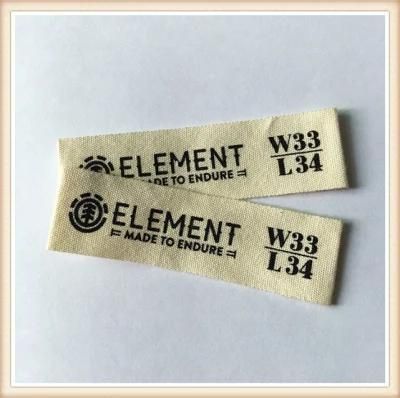 ELEMENT
MADE TO ENDURE
W33
L34
ELEMENT
MADE TO ENDURE
W33
L34